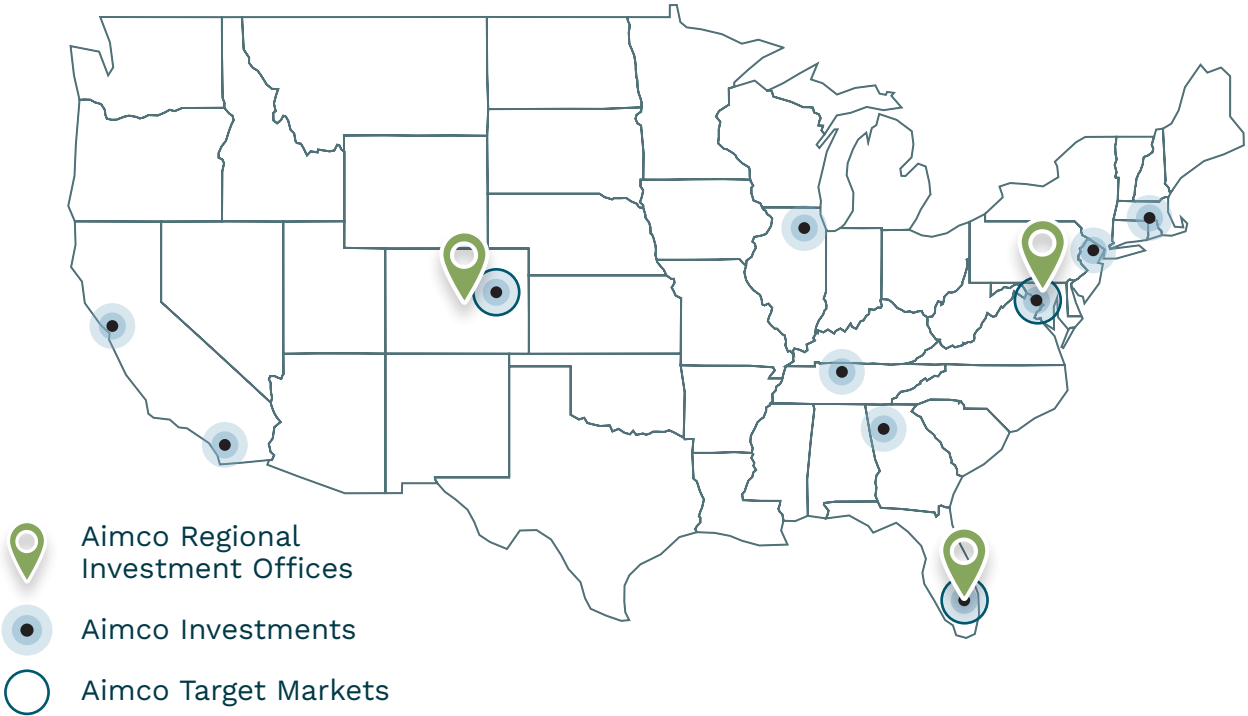 Aimco Regional
Investment Offices
Aimco Investments
Aimco Target Markets